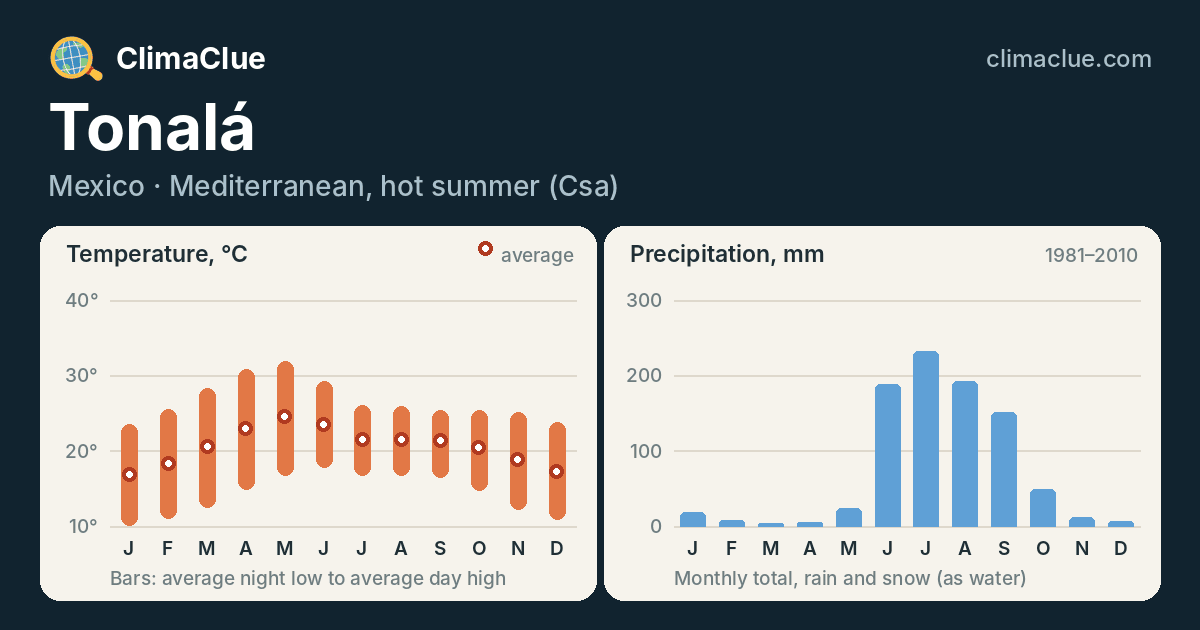 ClimaClue
climaclue.com
Tonalá
Mexico · Mediterranean, hot summer (Csa)
Temperature, °C
average
40°
30°
20°
10°
J F M A M J J A S O N D
Bars: average night low to average day high
Precipitation, mm
1981–2010
300
200
100
0
J F M A M J J A S O N D
Monthly total, rain and snow (as water)